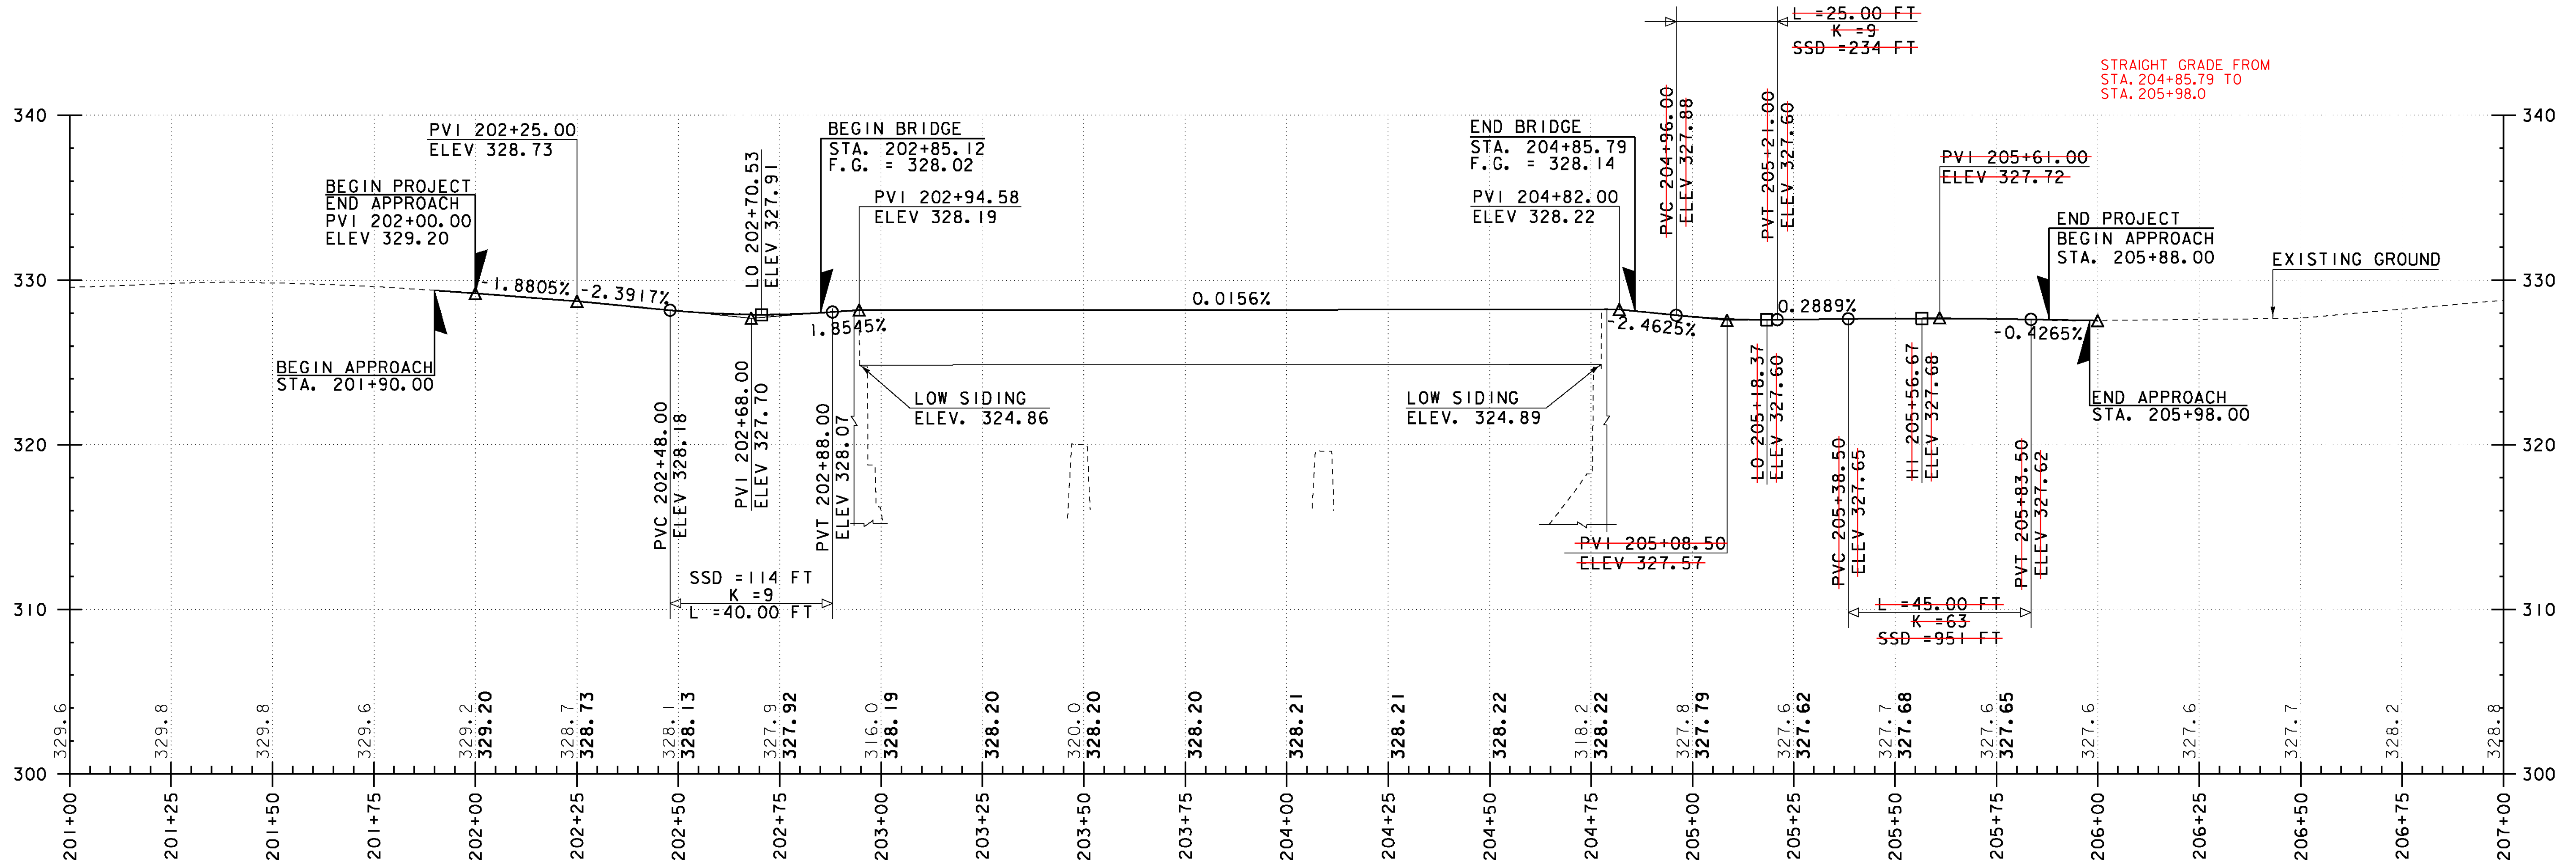 L =25.00 FT
K =9
SSD =234 FT
STRAIGHT GRADE FROM
STA. 204+85.79 TO
STA. 205+98.0
340
340
330
330
320
320
310
310
300
300
BEGIN PROJECT
END APPROACH
PVI 202+00.00
ELEV 329.20
BEGIN APPROACH
STA. 201+90.00
PVI 202+25.00
ELEV 328.73
-1.8805%
-2.3917%
PVC 202+48.00
ELEV 328.18
PVI 202+68.00
ELEV 327.70
LO 202+70.53
ELEV 327.91
PVT 202+88.00
ELEV 328.07
SSD =114 FT
K =9
L =40.00 FT
BEGIN BRIDGE
STA. 202+85.12
F.G. = 328.02
PVI 202+94.58
ELEV 328.19
1.8545%
LOW SIDING
ELEV. 324.86
0.0156%
LOW SIDING
ELEV. 324.89
END BRIDGE
STA. 204+85.79
F.G. = 328.14
PVI 204+82.00
ELEV 328.22
-2.4625%
PVC 204+96.00
ELEV 327.88
PVI 205+08.50
ELEV 327.57
PVT 205+21.00
ELEV 327.60
LO 205+18.37
ELEV 327.60
0.2889%
PVC 205+38.50
ELEV 327.65
HI 205+56.67
ELEV 327.68
PVI 205+61.00
ELEV 327.72
PVT 205+83.50
ELEV 327.62
L =45.00 FT
K =63
SSD =951 FT
-0.4265%
END PROJECT
BEGIN APPROACH
STA. 205+88.00
END APPROACH
STA. 205+98.00
EXISTING GROUND
329.6
329.8
329.8
329.6
329.2
329.20
328.7
328.73
328.1
328.13
327.9
327.92
316.0
328.19
328.20
320.0
328.20
328.20
328.21
328.21
328.22
318.2
328.22
327.8
327.79
327.6
327.62
327.7
327.68
327.6
327.65
327.6
327.6
327.7
328.2
328.8
201+00
201+25
201+50
201+75
202+00
202+25
202+50
202+75
203+00
203+25
203+50
203+75
204+00
204+25
204+50
204+75
205+00
205+25
205+50
205+75
206+00
206+25
206+50
206+75
207+00